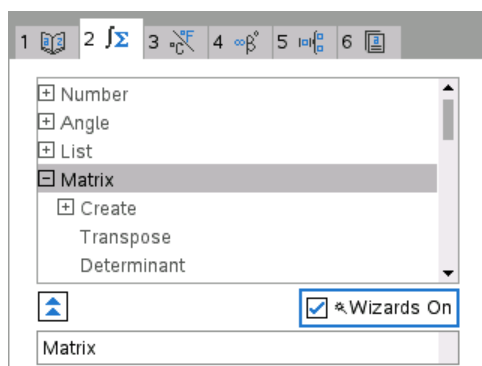 1 2 ∫Σ 3 °C °F 4 ∞β° 5 6
Number
Angle
List
Matrix
Create
Transpose
Determinant
Wizards On
Matrix